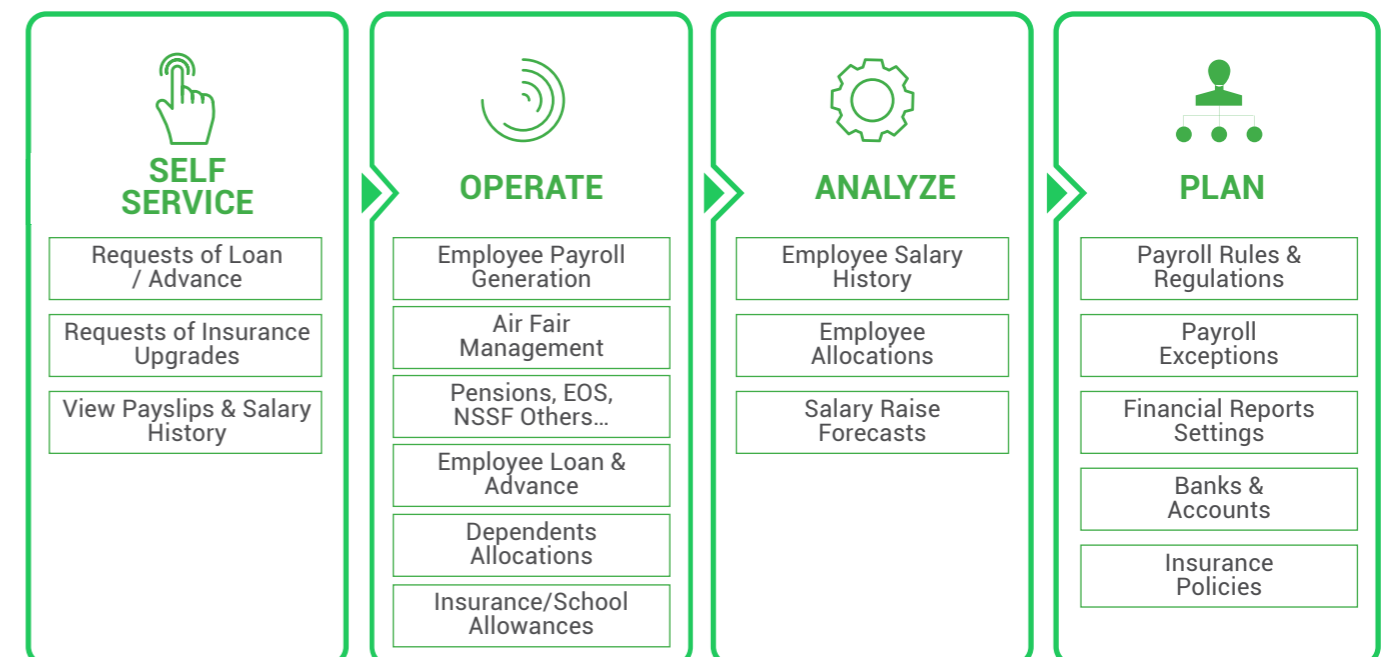 SELF
SERVICE
Requests of Loan
/ Advance
Requests of Insurance
Upgrades
View Payslips & Salary
History
OPERATE
Employee Payroll
Generation
Air Fair
Management
Pensions, EOS,
NSSF Others…
Employee Loan &
Advance
Dependents
Allocations
Insurance/School
Allowances
ANALYZE
Employee Salary
History
Employee
Allocations
Salary Raise
Forecasts
PLAN
Payroll Rules &
Regulations
Payroll
Exceptions
Financial Reports
Settings
Banks &
Accounts
Insurance
Policies